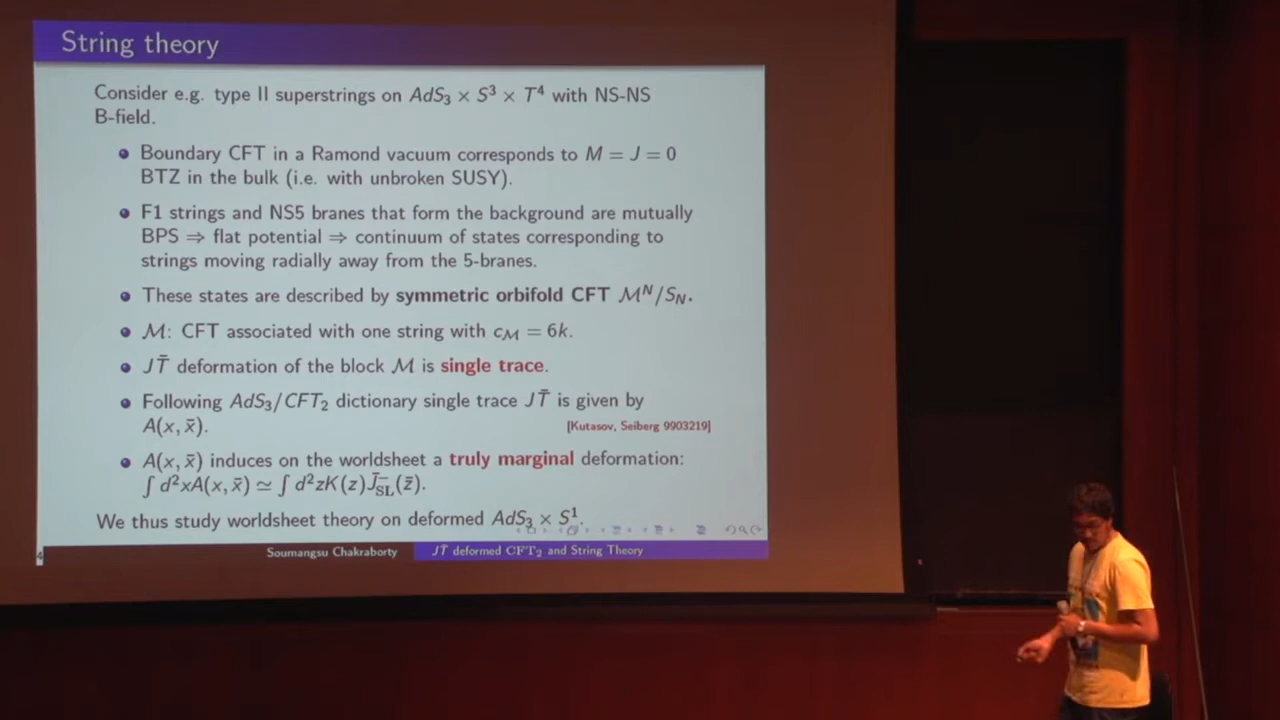 String theory
Consider e.g. type II superstrings on AdS₃ × S³ × T⁴ with NS-NS
B-field.
Boundary CFT in a Ramond vacuum corresponds to M = J = 0
BTZ in the bulk (i.e. with unbroken SUSY).
F1 strings and NS5 branes that form the background are mutually
BPS ⇒ flat potential ⇒ continuum of states corresponding to
strings moving radially away from the 5-branes.
These states are described by symmetric orbifold CFT ℳᴺ/S_N.
ℳ: CFT associated with one string with c_ℳ = 6k.
JT̄ deformation of the block ℳ is single trace.
Following AdS₃/CFT₂ dictionary single trace JT̄ is given by
A(x, x̄). [Kutasov, Seiberg 9903219]
A(x, x̄) induces on the worldsheet a truly marginal deformation:
∫ d²xA(x, x̄) ≃ ∫ d²zK(z)J̄⁻_SL(z̄).
We thus study worldsheet theory on deformed AdS₃ × S¹.
4 Soumangsu Chakraborty JT̄ deformed CFT₂ and String Theory